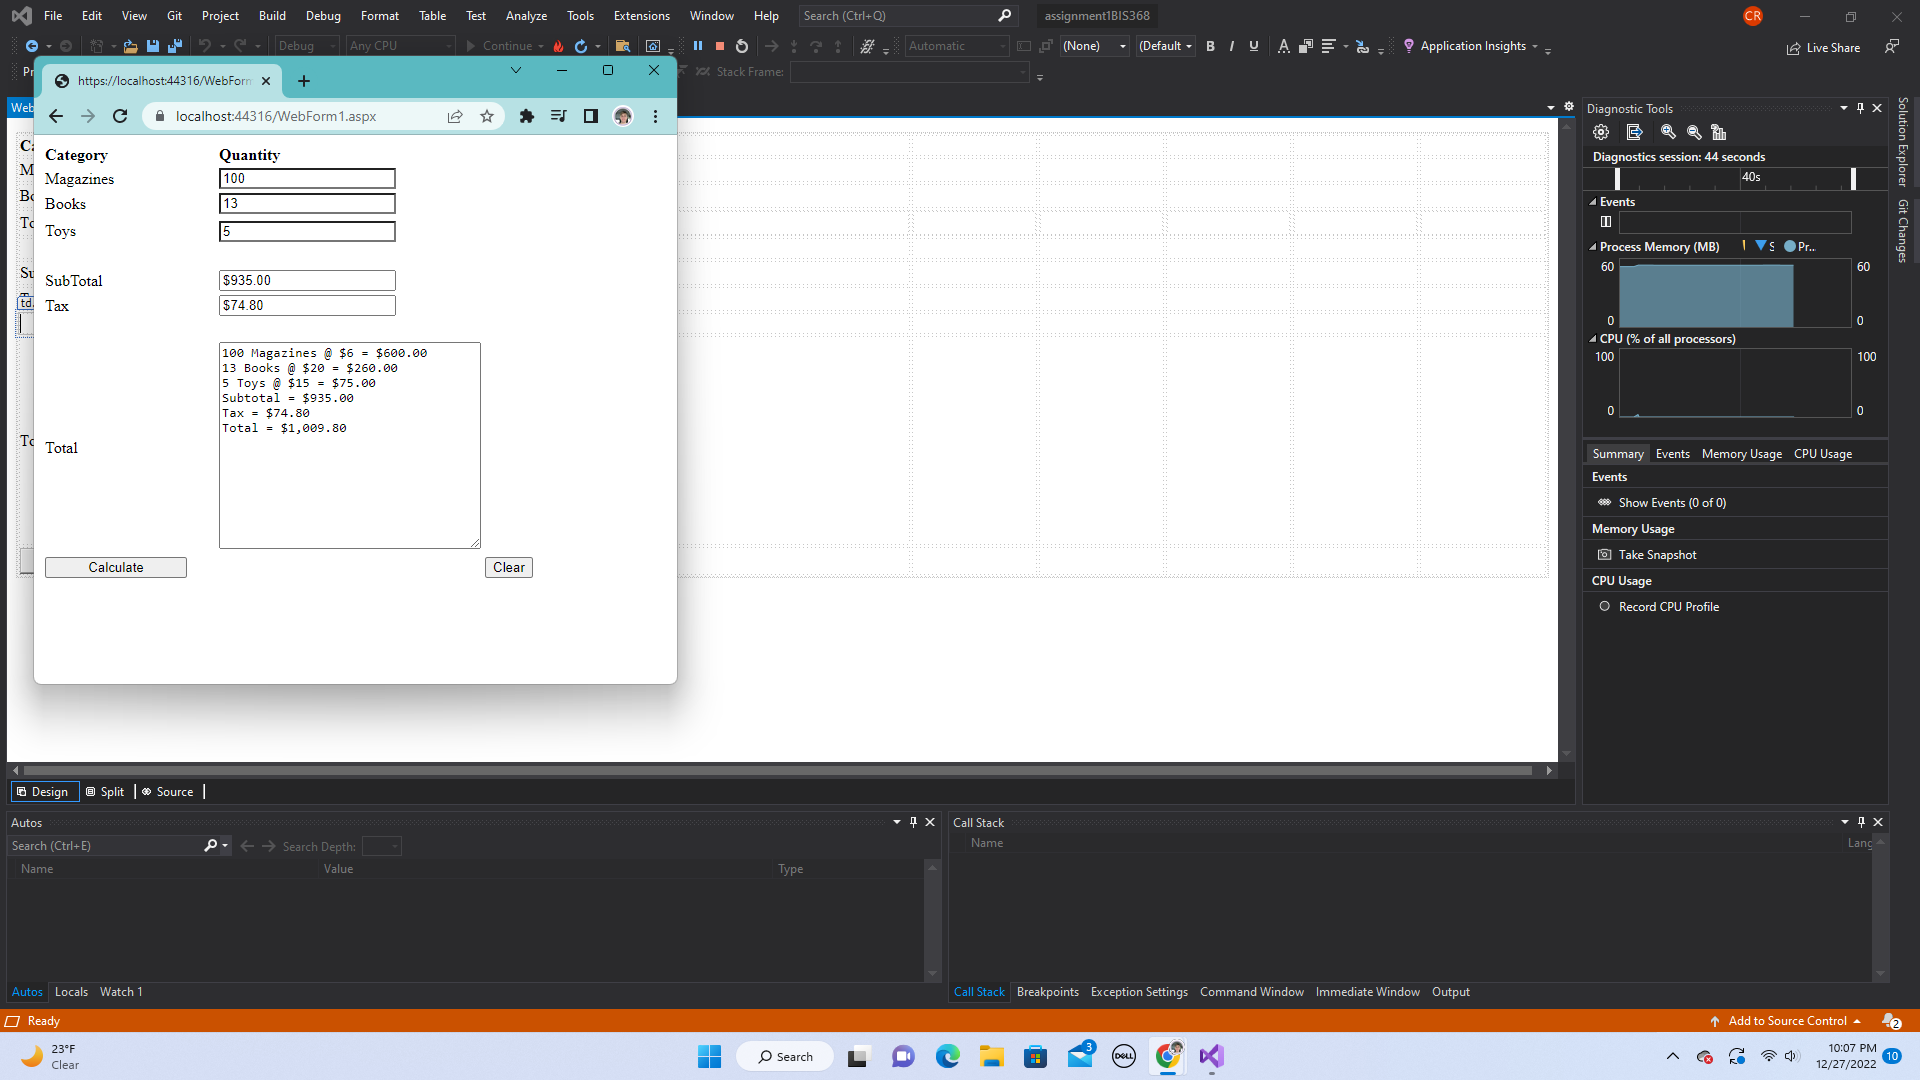 File Edit View Git Project Build Debug Format Table Test Analyze Tools Extensions Window Help Search (Ctrl+Q) assignment1BIS368 CR
Debug Any CPU Continue Automatic (None) (Default B I U A Application Insights Live Share
Stack Frame:
https://localhost:44316/WebForm
localhost:44316/WebForm1.aspx
Category Quantity
Magazines 100
Books 13
Toys 5
SubTotal $935.00
Tax $74.80
100 Magazines @ $6 = $600.00
13 Books @ $20 = $260.00
5 Toys @ $15 = $75.00
Subtotal = $935.00
Tax = $74.80
Total = $1,009.80
Total
Calculate Clear
Diagnostic Tools
Diagnostics session: 44 seconds
40s
Events
Process Memory (MB) S Pr...
60 60
0 0
CPU (% of all processors)
100 100
0 0
Summary Events Memory Usage CPU Usage
Events
Show Events (0 of 0)
Memory Usage
Take Snapshot
CPU Usage
Record CPU Profile
Solution Explorer
Git Changes
Design Split Source
Autos
Search (Ctrl+E) Search Depth:
Name Value Type
Autos Locals Watch 1
Call Stack
Name Lang
Call Stack Breakpoints Exception Settings Command Window Immediate Window Output
Ready Add to Source Control 2
23°F
Clear
Search
3
DELL
10:07 PM
12/27/2022
10